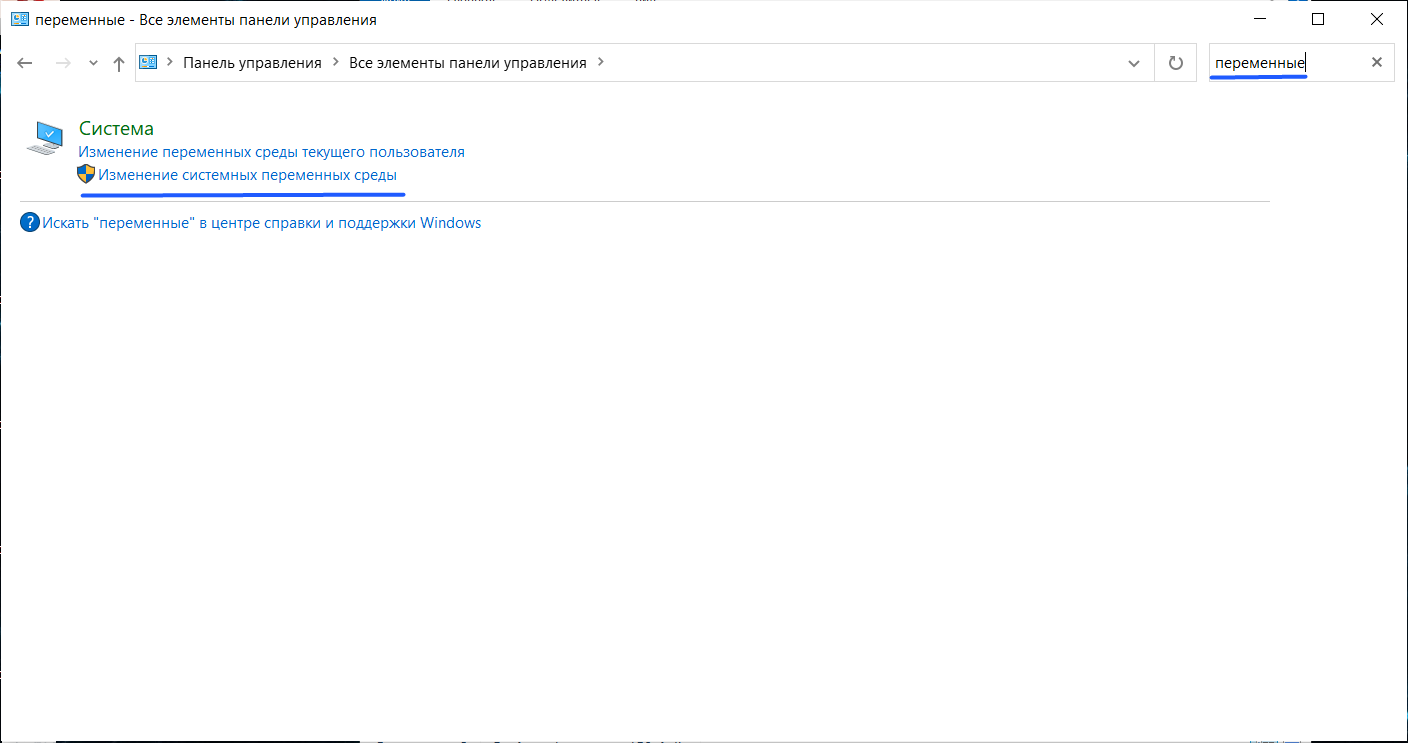 переменные - Все элементы панели управления
Панель управления Все элементы панели управления
переменные
Система
Изменение переменных среды текущего пользователя
Изменение системных переменных среды
Искать "переменные" в центре справки и поддержки Windows